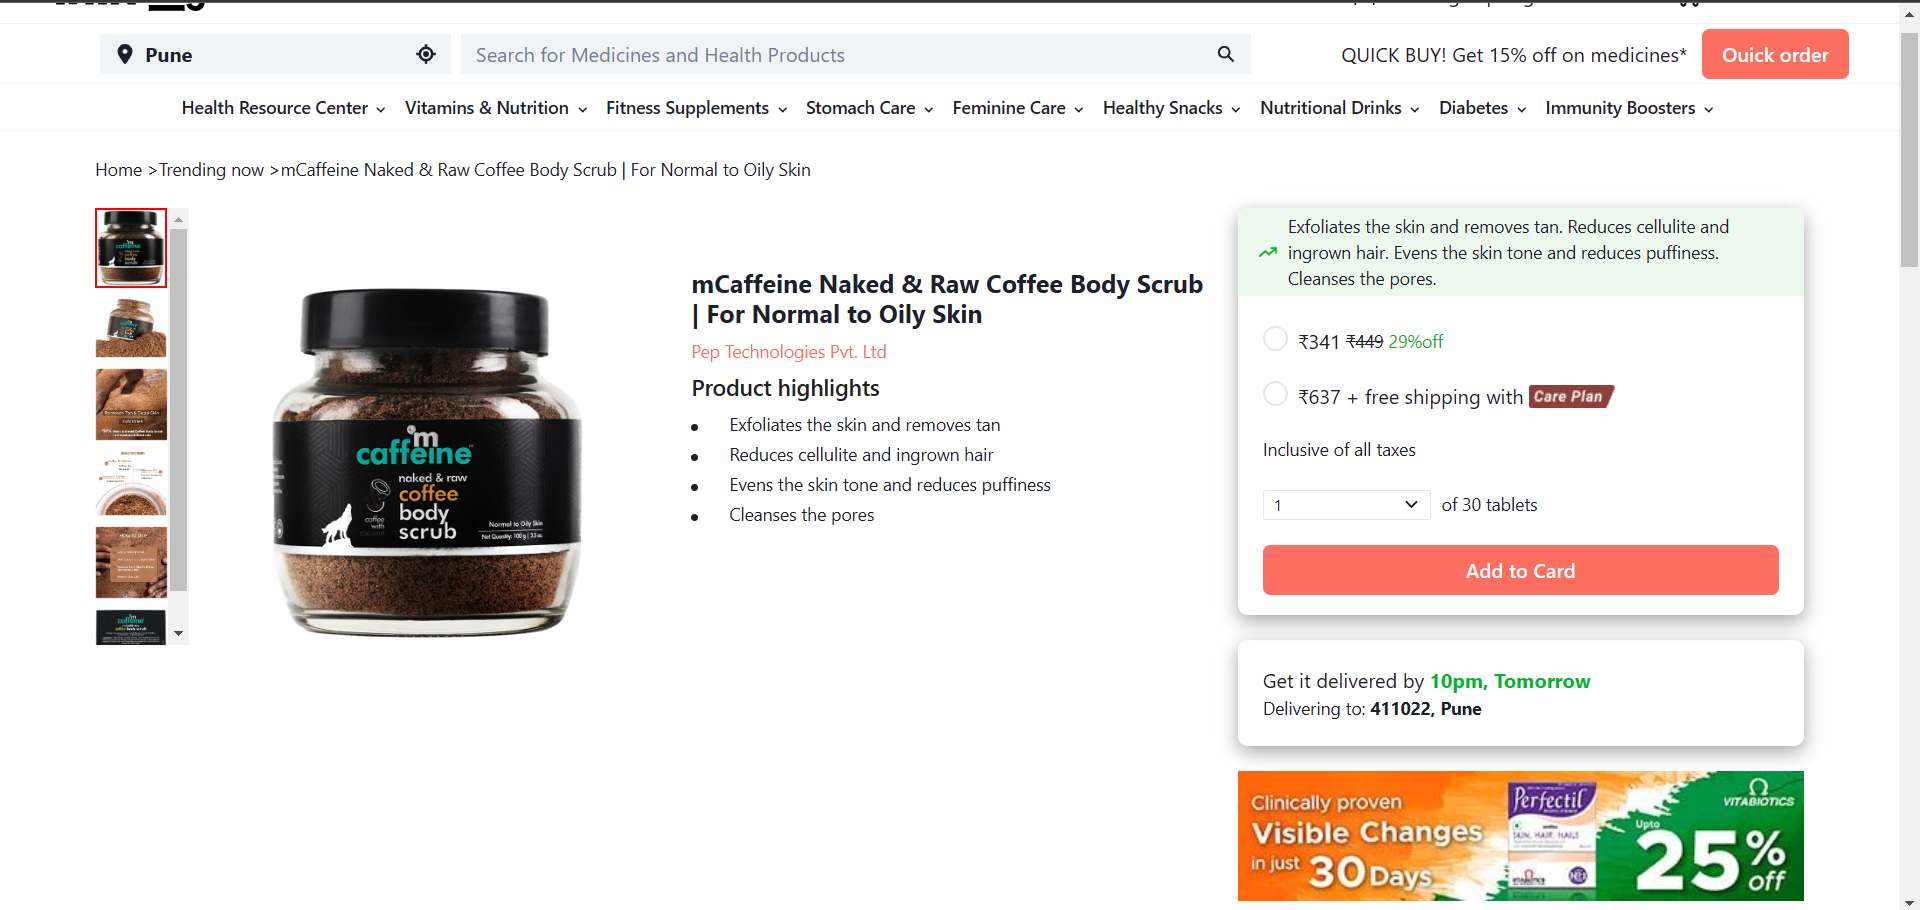 Pune
Search for Medicines and Health Products
QUICK BUY! Get 15% off on medicines*
Ouick order
Health Resource Center
Vitamins & Nutrition
Fitness Supplements
Stomach Care
Feminine Care
Healthy Snacks
Nutritional Drinks
Diabetes
Immunity Boosters
Home >Trending now >mCaffeine Naked & Raw Coffee Body Scrub | For Normal to Oily Skin
m
caffeine
naked & raw
coffee
body
scrub
coffee
with
coconut
Normal to Oily Skin
Net Quantity: 100 g | 3.5 oz.
mCaffeine Naked & Raw Coffee Body Scrub
| For Normal to Oily Skin
Pep Technologies Pvt. Ltd
Product highlights
Exfoliates the skin and removes tan
Reduces cellulite and ingrown hair
Evens the skin tone and reduces puffiness
Cleanses the pores
Exfoliates the skin and removes tan. Reduces cellulite and
ingrown hair. Evens the skin tone and reduces puffiness.
Cleanses the pores.
₹341 ₹449 29%off
₹637 + free shipping with Care Plan
Inclusive of all taxes
1 of 30 tablets
Add to Card
Get it delivered by 10pm, Tomorrow
Delivering to: 411022, Pune
Clinically proven
Visible Changes
in just 30 Days
Perfectil
SKIN, HAIR, NAILS
VITABIOTICS
VITABIOTICS
Upto
25%
off